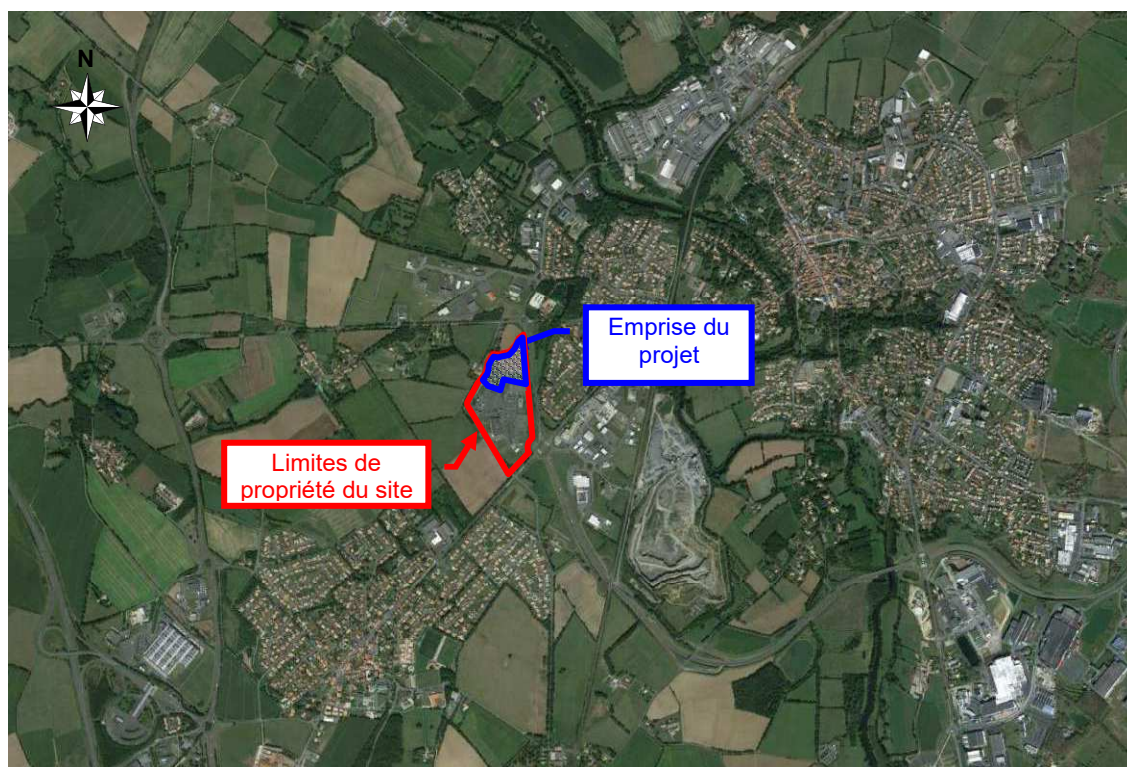 N
Emprise du
projet
Limites de
propriété du site